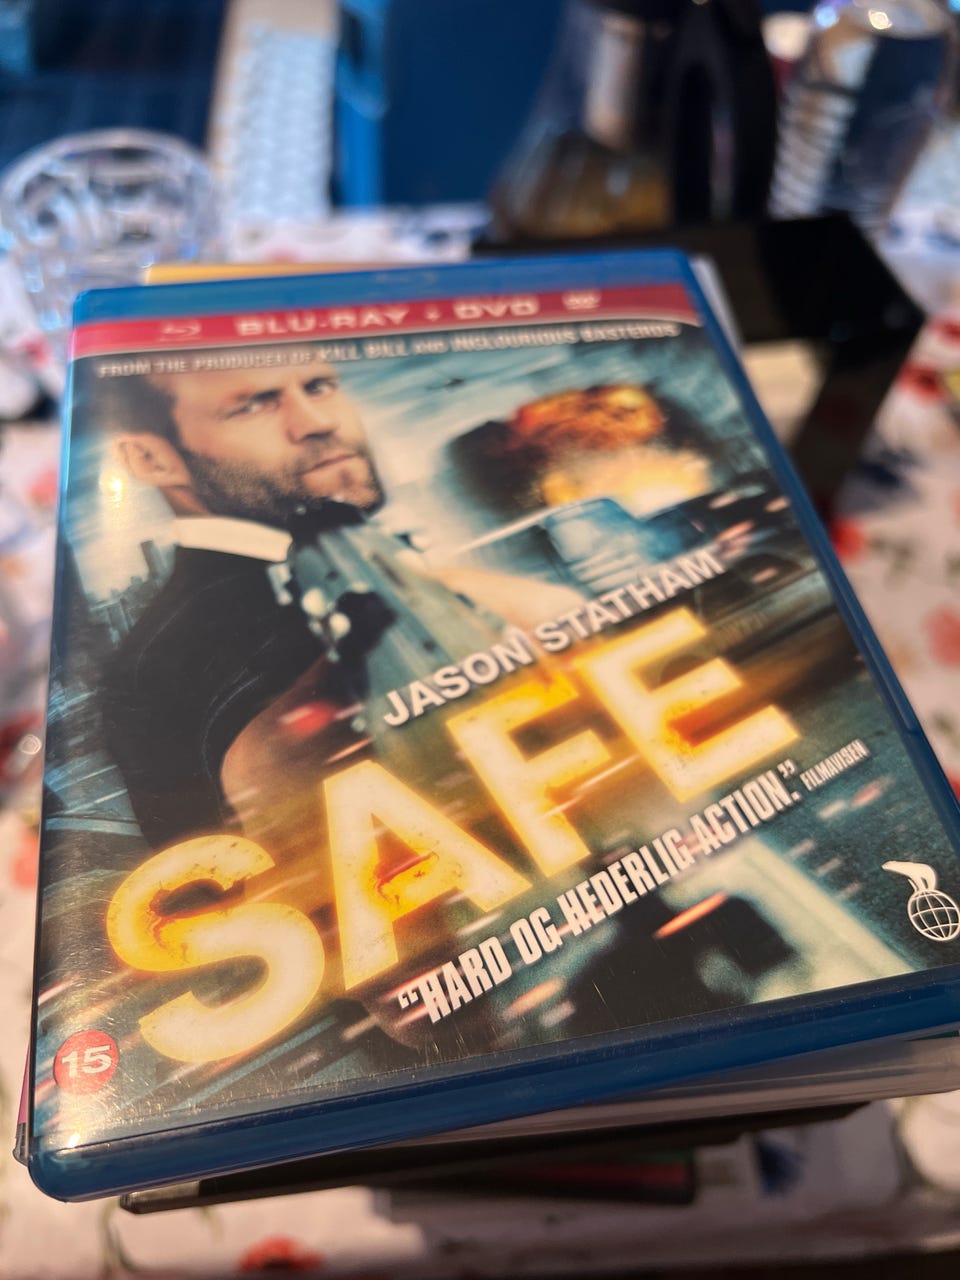 BLU-RAY + DVD
FROM THE PRODUCER OF KILL BILL AND INGLOURIOUS BASTERDS
JASON STATHAM
SAFE
"HARD OG HEDERLIG ACTION." FILMAVISEN
15